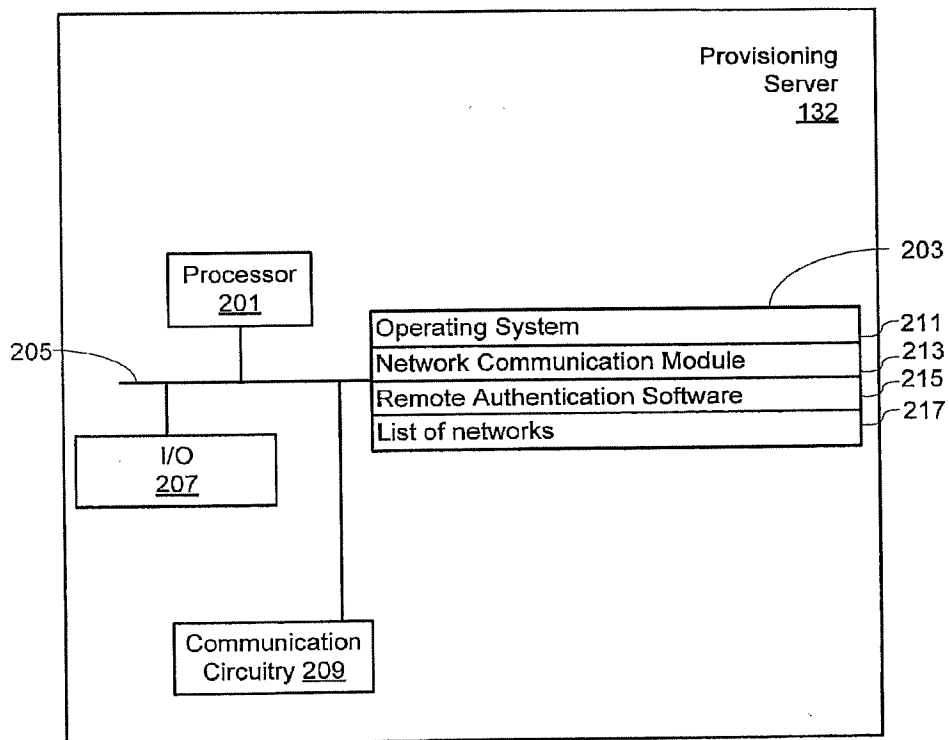 Provisioning
Server
132
203
Processor
201
Operating System
211
Network Communication Module
213
205
Remote Authentication Software
215
List of networks
217
I/O
207
Communication
Circuitry 209